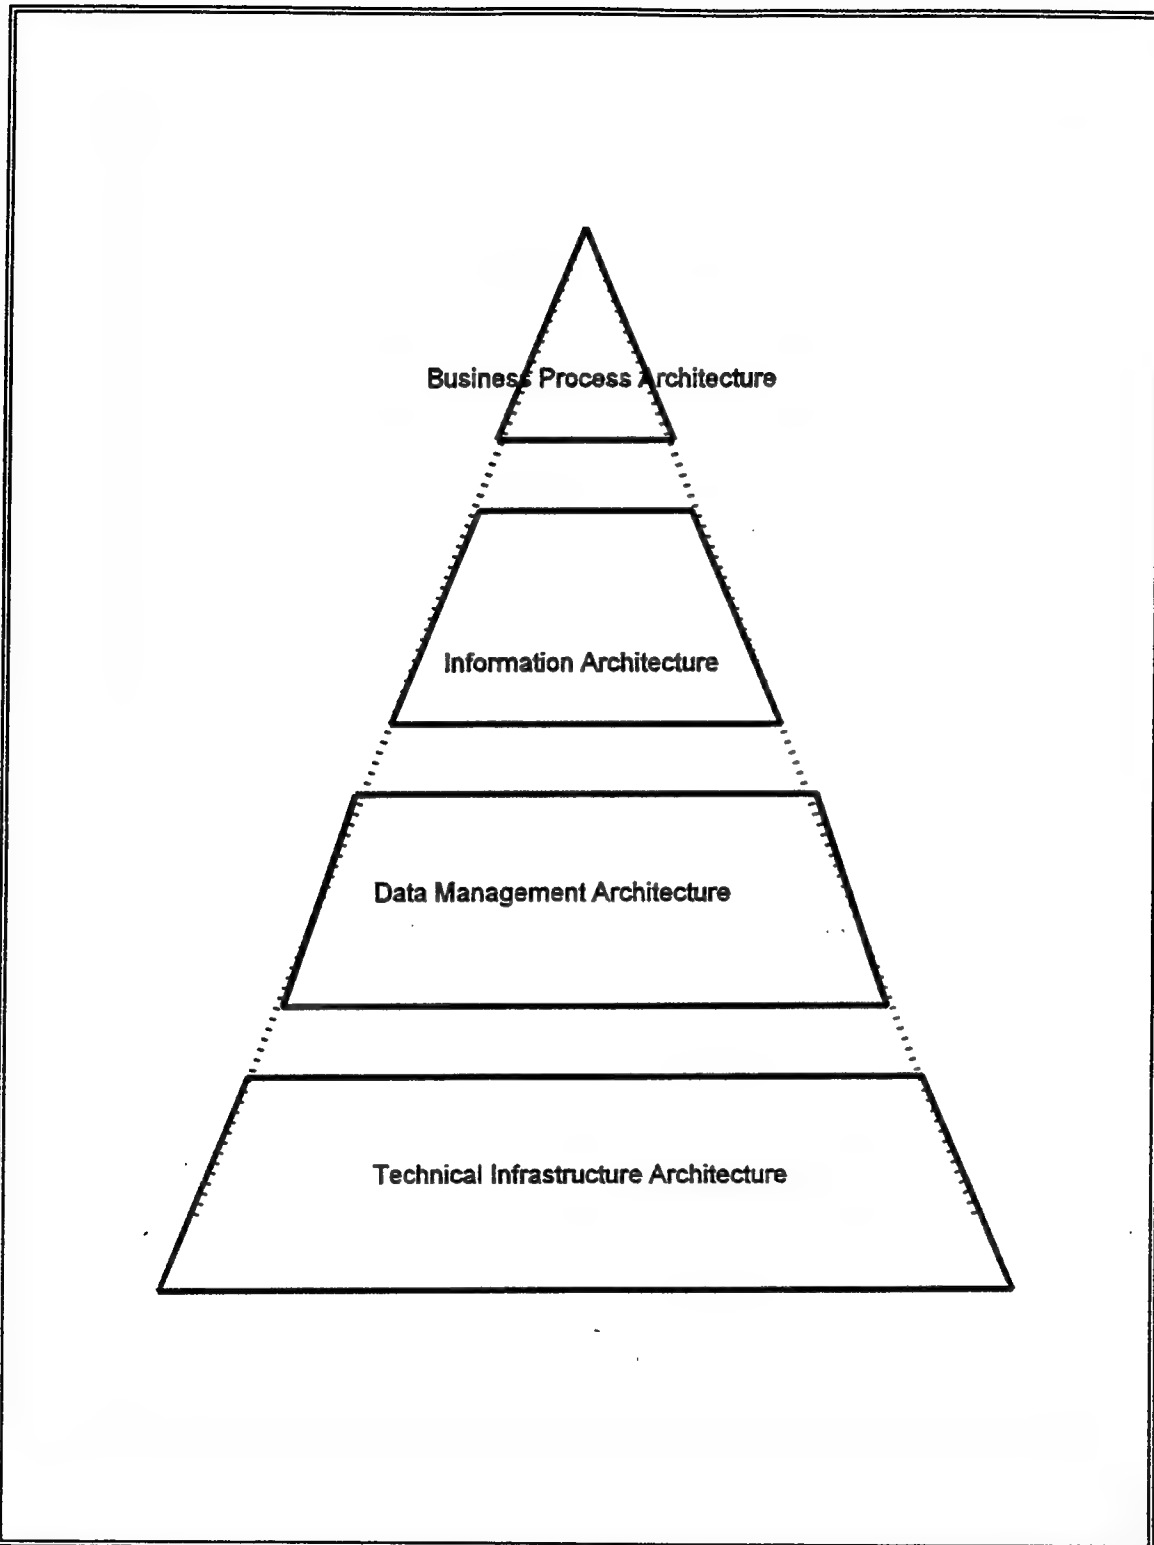 Business Process Architecture
Information Architecture
Data Management Architecture
Technical Infrastructure Architecture